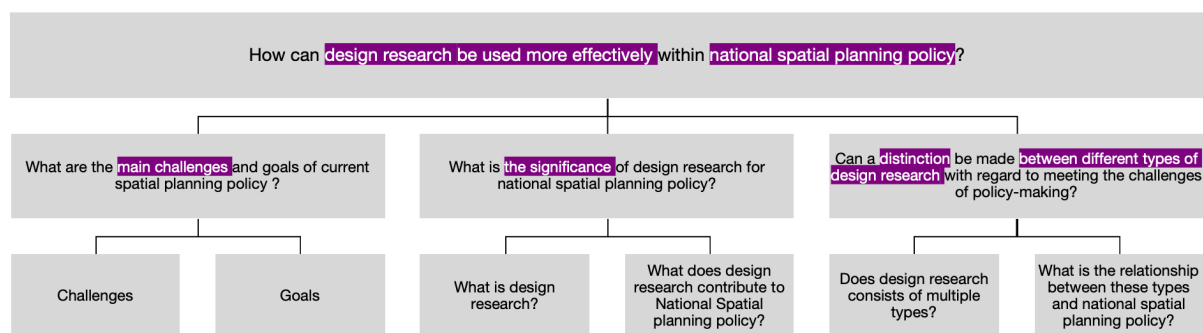 How can design research be used more effectively within national spatial planning policy?
What are the main challenges and goals of current
spatial planning policy ?
What is the significance of design research for
national spatial planning policy?
Can a distinction be made between different types of
design research with regard to meeting the challenges
of policy-making?
Challenges
Goals
What is design
research?
What does design
research contribute to
National Spatial
planning policy?
Does design research
consists of multiple
types?
What is the relationship
between these types
and national spatial
planning policy?